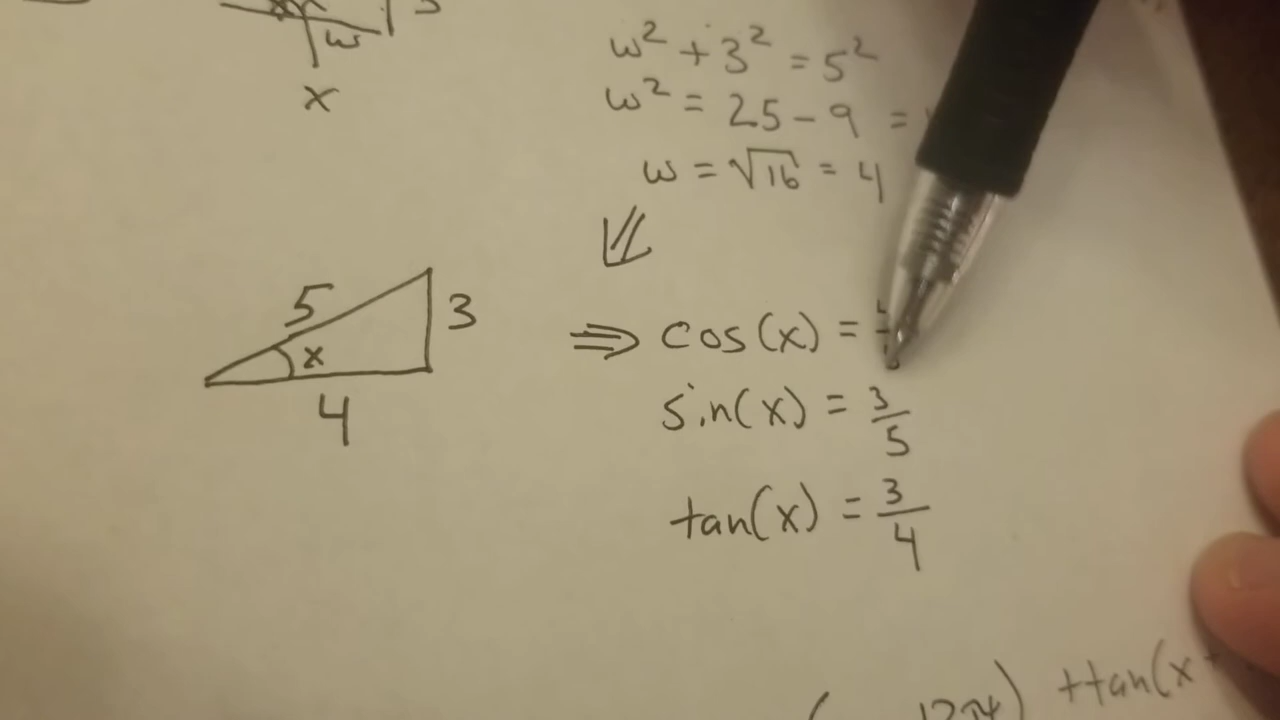 w
x
w² + 3² = 5²
w² = 25 - 9 =
w = √16 = 4
5
3
x
4
⇒ cos(x) =
sin(x) = 3/5
tan(x) = 3/4
) + tan(x